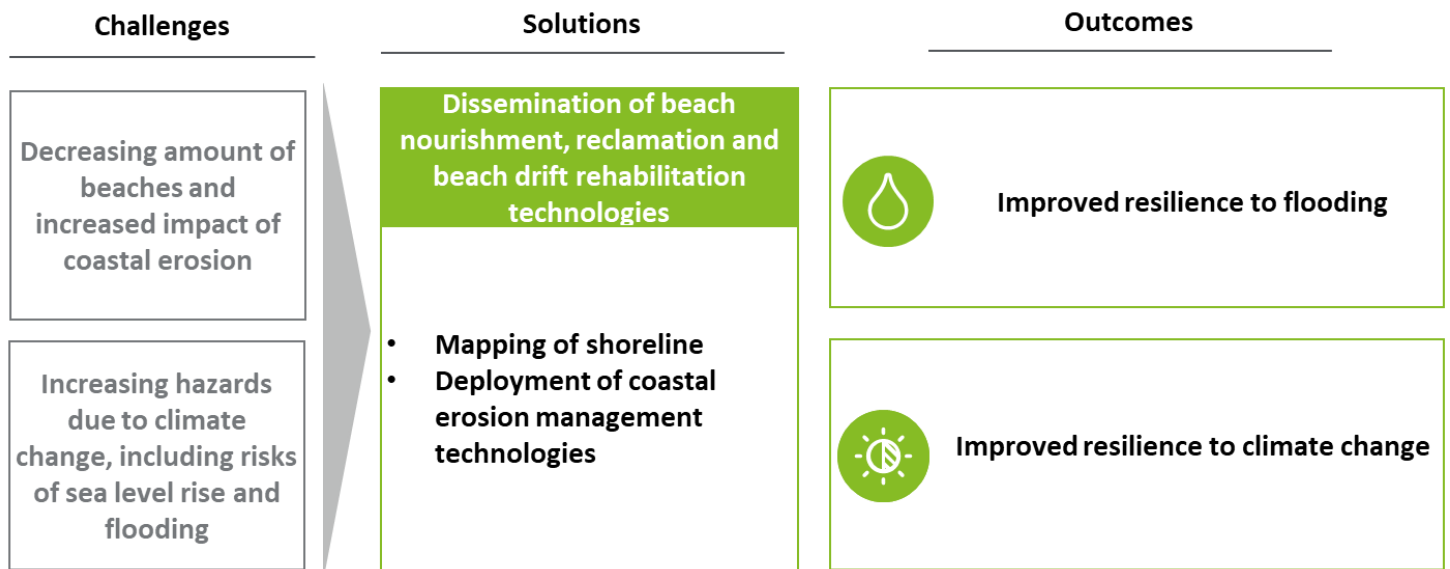 Challenges
Solutions
Outcomes
Decreasing amount of
beaches and
increased impact of
coastal erosion
Increasing hazards
due to climate
change, including risks
of sea level rise and
flooding
Dissemination of beach
nourishment, reclamation and
beach drift rehabilitation
technologies
• Mapping of shoreline
• Deployment of coastal
erosion management
technologies
Improved resilience to flooding
Improved resilience to climate change